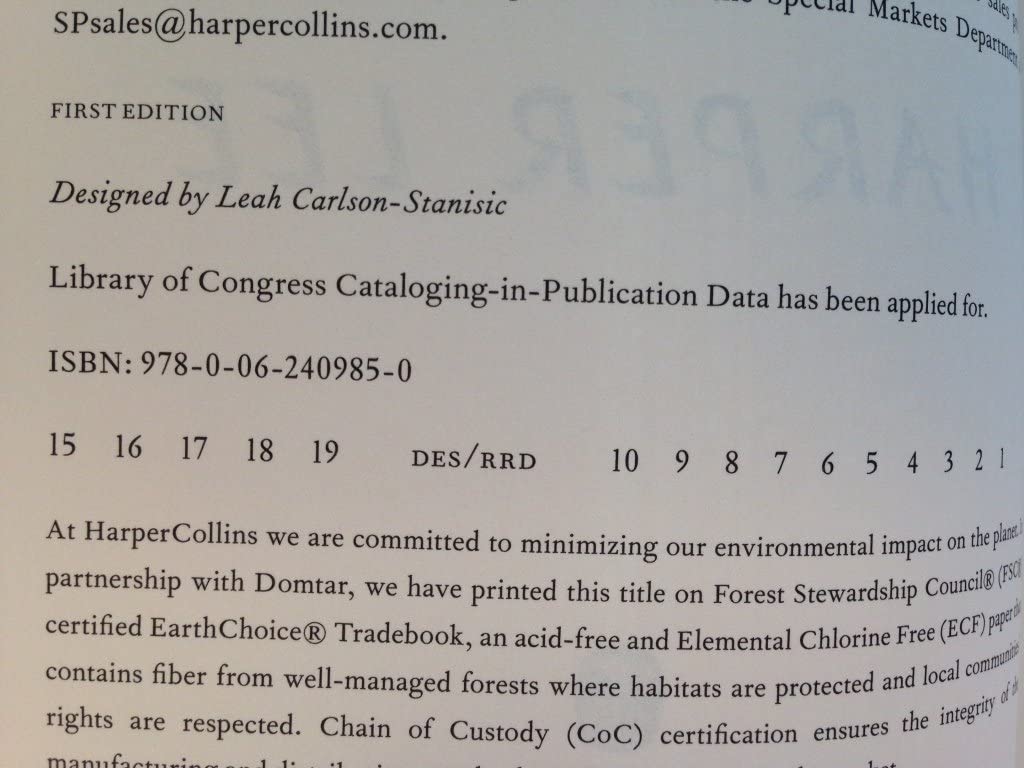 Special Markets Department
SPsales@harpercollins.com.
HARPER LEE
FIRST EDITION
Designed by Leah Carlson-Stanisic
Library of Congress Cataloging-in-Publication Data has been applied for.
ISBN: 978-0-06-240985-0
15 16 17 18 19 DES/RRD 10 9 8 7 6 5 4 3 2 1
At HarperCollins we are committed to minimizing our environmental impact on the planet.
partnership with Domtar, we have printed this title on Forest Stewardship Council® (FSC®
certified EarthChoice® Tradebook, an acid-free and Elemental Chlorine Free (ECF) paper
contains fiber from well-managed forests where habitats are protected and local communities
rights are respected. Chain of Custody (CoC) certification ensures the integrity of